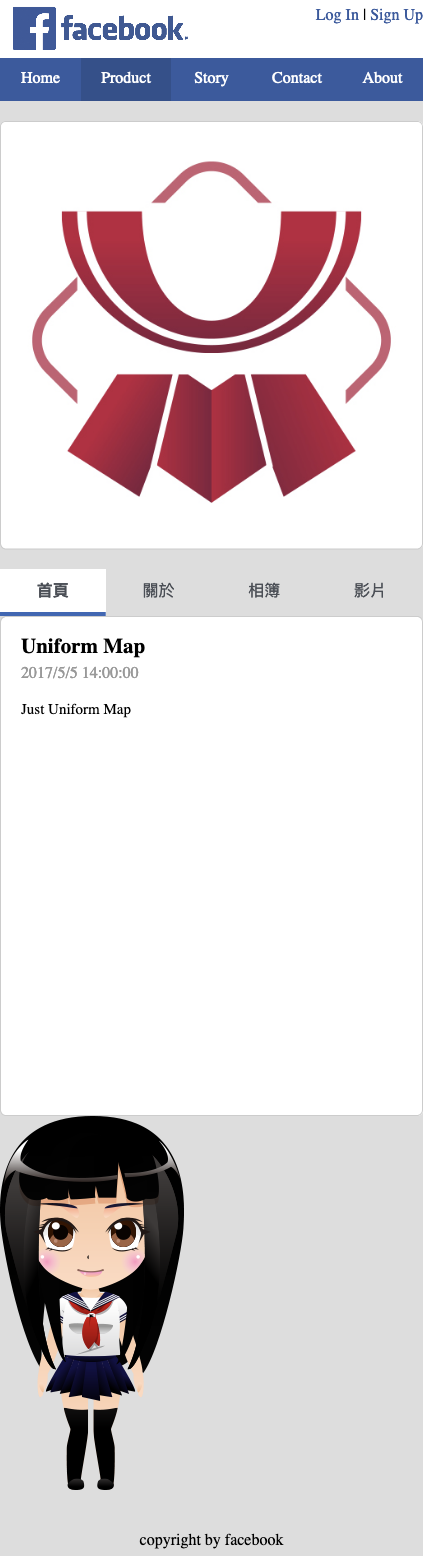 facebook.
Log In | Sign Up
Home Product Story Contact About
首頁 關於 相簿 影片
Uniform Map
2017/5/5 14:00:00
Just Uniform Map
copyright by facebook